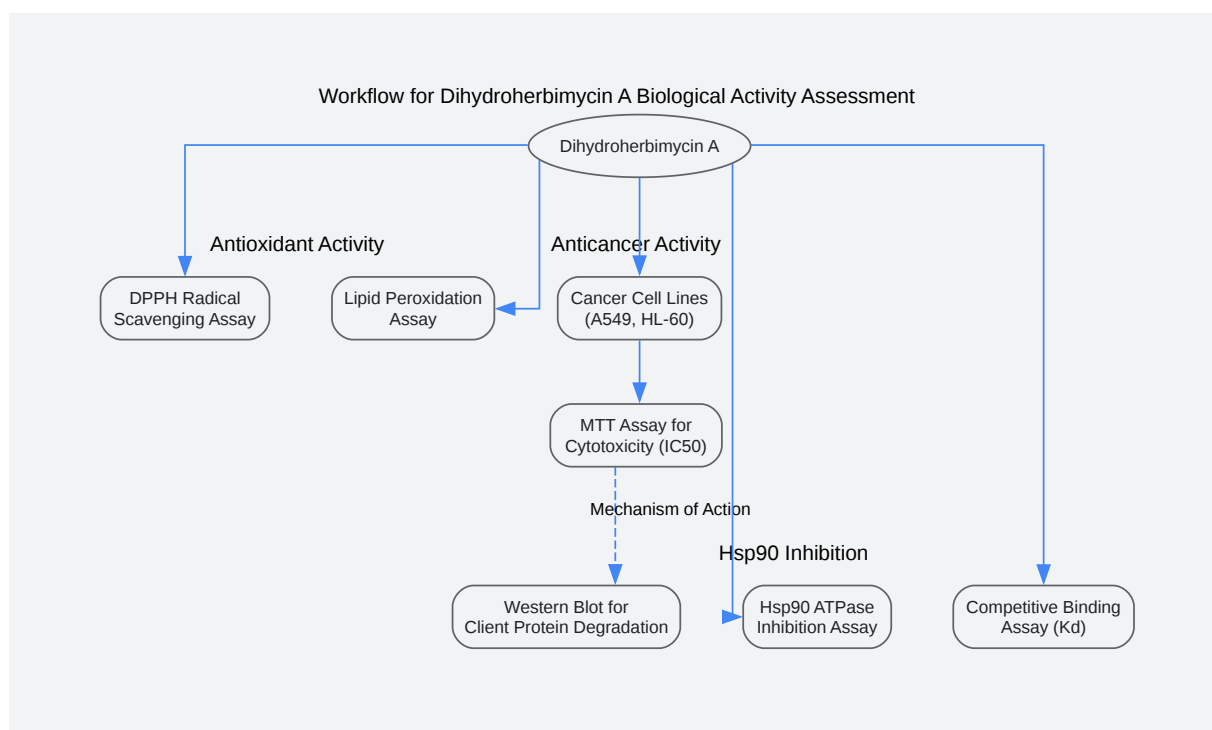 Workflow for Dihydroherbimycin A Biological Activity Assessment
Dihydroherbimycin A
Antioxidant Activity
Anticancer Activity
DPPH Radical
Scavenging Assay
Lipid Peroxidation
Assay
Cancer Cell Lines
(A549, HL-60)
MTT Assay for
Cytotoxicity (IC50)
Mechanism of Action
Hsp90 Inhibition
Western Blot for
Client Protein Degradation
Hsp90 ATPase
Inhibition Assay
Competitive Binding
Assay (Kd)